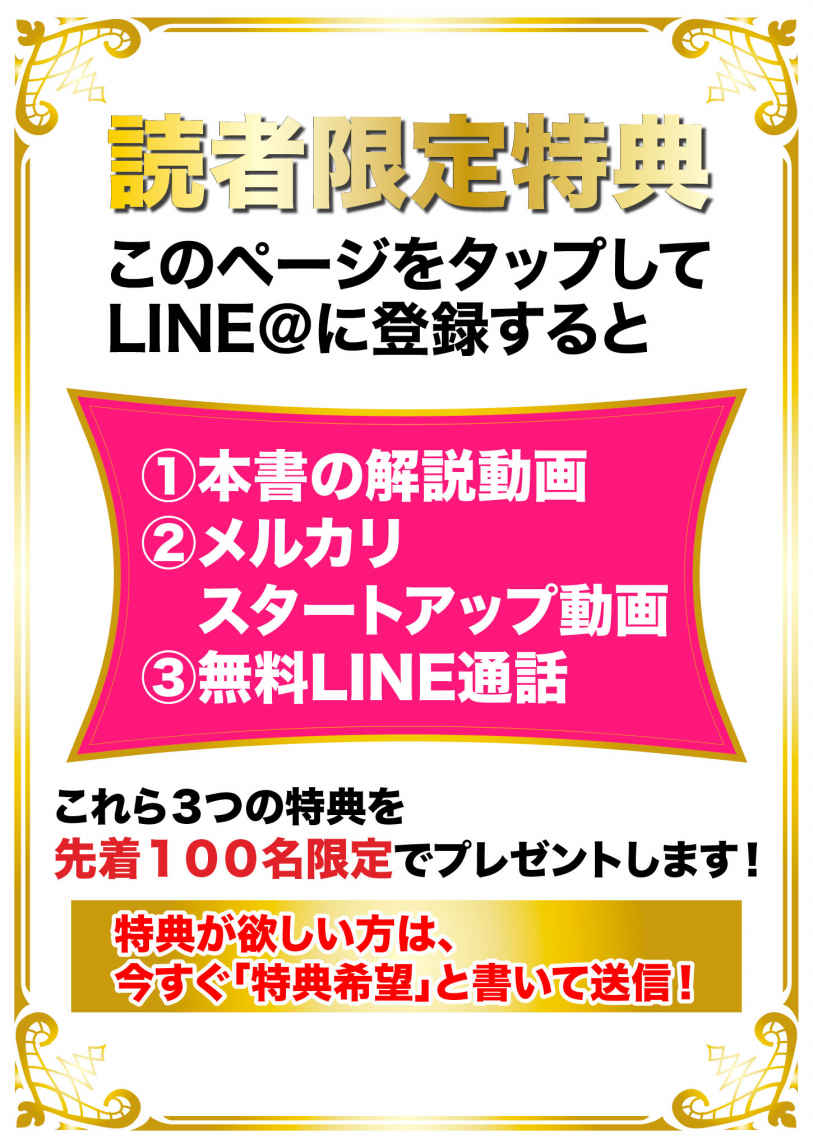 読者限定特典
このページをタップして
LINE@に登録すると
①本書の解説動画
②メルカリ
スタートアップ動画
③無料LINE通話
これら３つの特典を
先着１００名限定でプレゼントします！
特典が欲しい方は、
今すぐ「特典希望」と書いて送信！